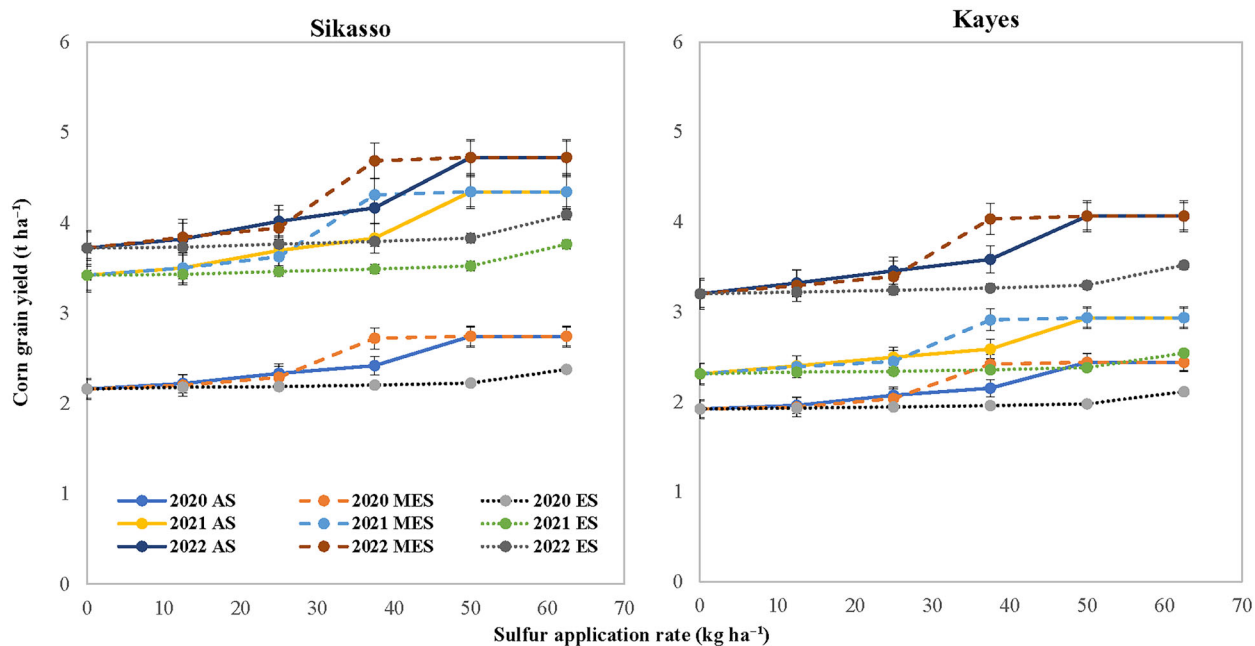 Sikasso
Kayes
Corn grain yield (t ha⁻¹)
6
5
4
3
2
1
0
2020 AS
2020 MES
2020 ES
2021 AS
2021 MES
2021 ES
2022 AS
2022 MES
2022 ES
0 10 20 30 40 50 60 70
6
5
4
3
2
1
0
0 10 20 30 40 50 60 70
Sulfur application rate (kg ha⁻¹)